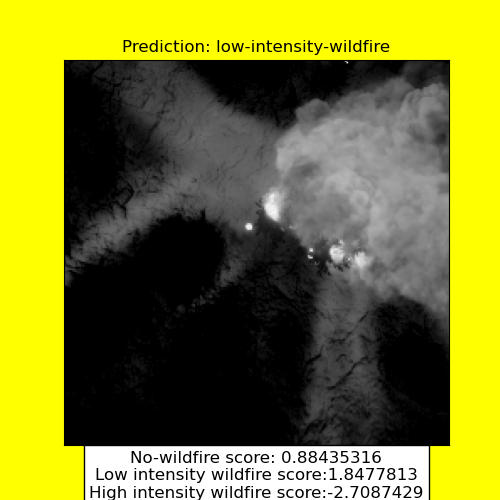 Prediction: low-intensity-wildfire
No-wildfire score: 0.88435316
Low intensity wildfire score:1.8477813
High intensity wildfire score:-2.7087429